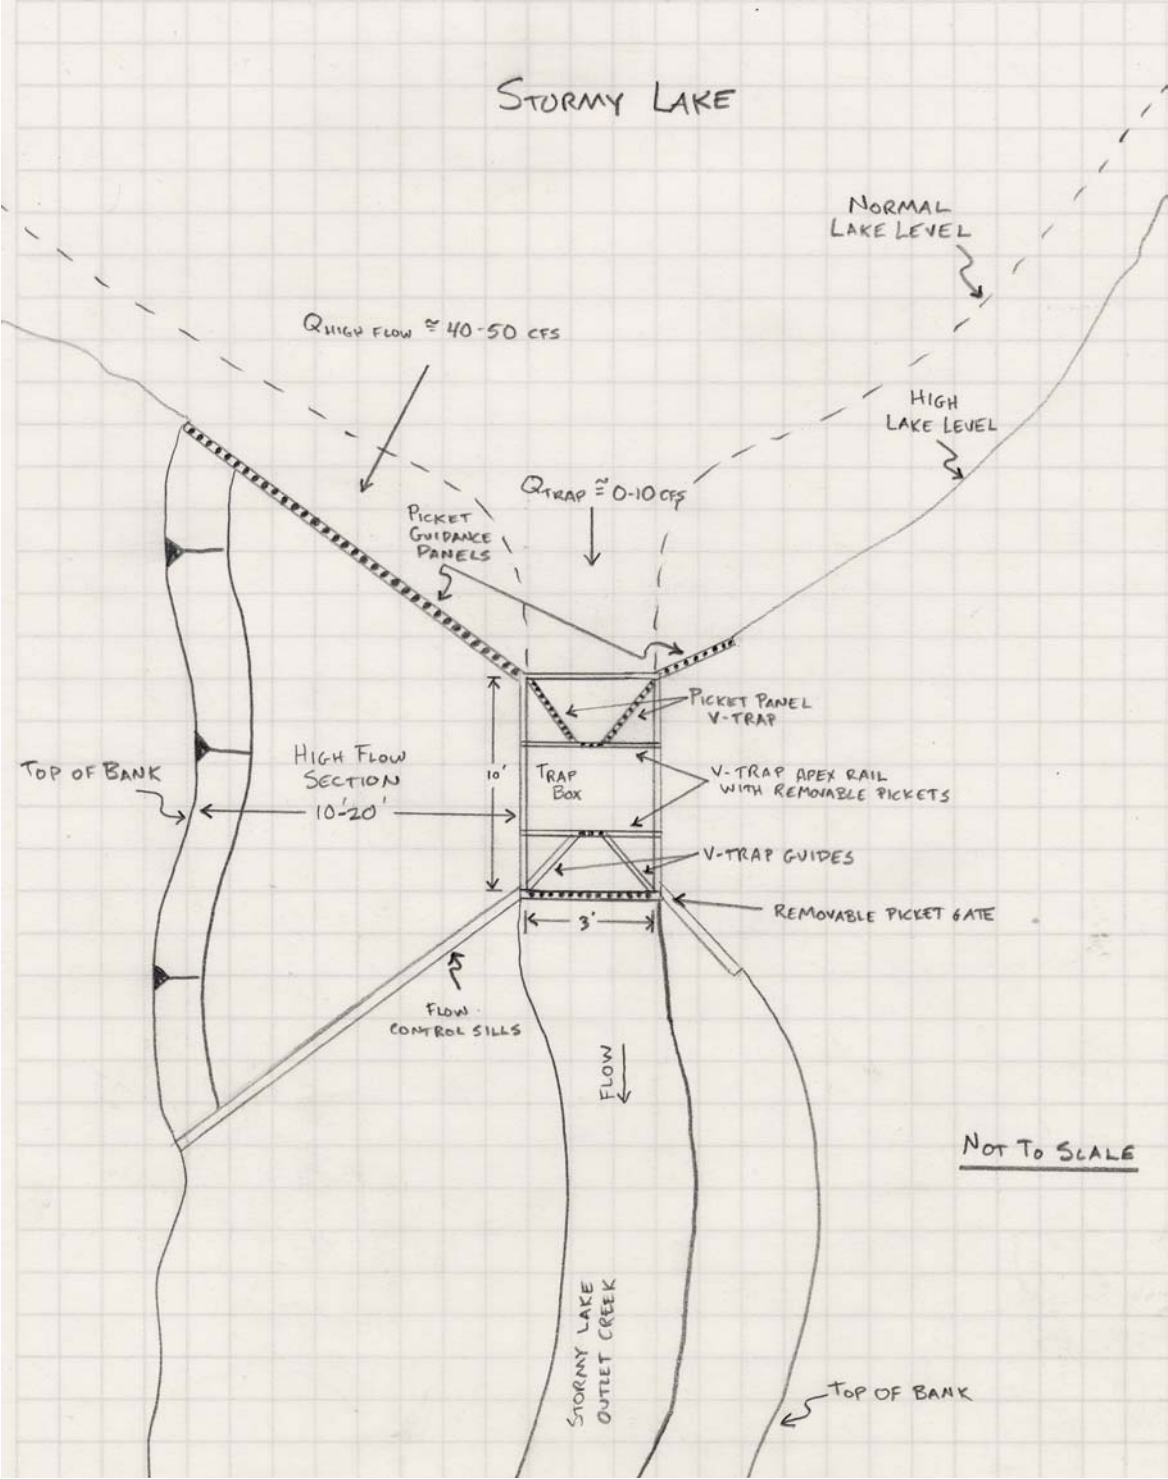 STORMY LAKE
NORMAL
LAKE LEVEL
QHIGH FLOW ≅ 40-50 CFS
HIGH
LAKE LEVEL
QTRAP ≅ 0-10 CFS
PICKET
GUIDANCE
PANELS
PICKET PANEL
V-TRAP
TOP OF BANK
HIGH FLOW
SECTION
10'-20'
10'
TRAP
BOX
V-TRAP APEX RAIL
WITH REMOVABLE PICKETS
V-TRAP GUIDES
REMOVABLE PICKET GATE
3'
FLOW
CONTROL SILLS
FLOW
NOT TO SCALE
STORMY LAKE
OUTLET CREEK
TOP OF BANK